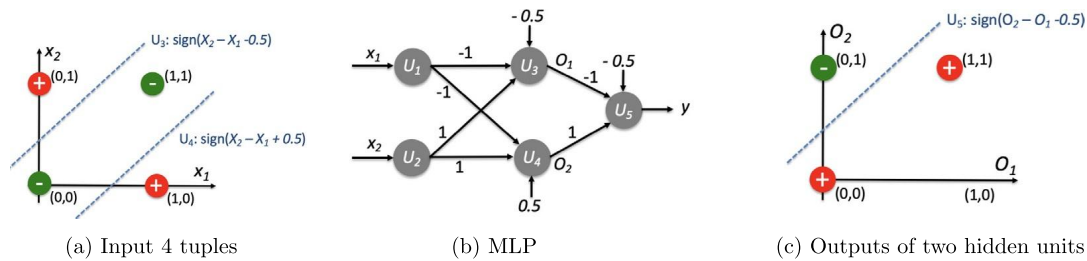 x2
U3: sign(X2 – X1 -0.5)
+ (0,1)
- (1,1)
U4: sign(X2 – X1 + 0.5)
-
(0,0)
+
(1,0)
x1
(a) Input 4 tuples
- 0.5
x1
U1
-1
U3
O1
-1
- 0.5
-1
U5
y
x2
U2
1
1
U4
O2
1
0.5
(b) MLP
U5: sign(O2 – O1 -0.5)
O2
- (0,1)
+ (1,1)
+
(0,0)
(1,0)
O1
(c) Outputs of two hidden units